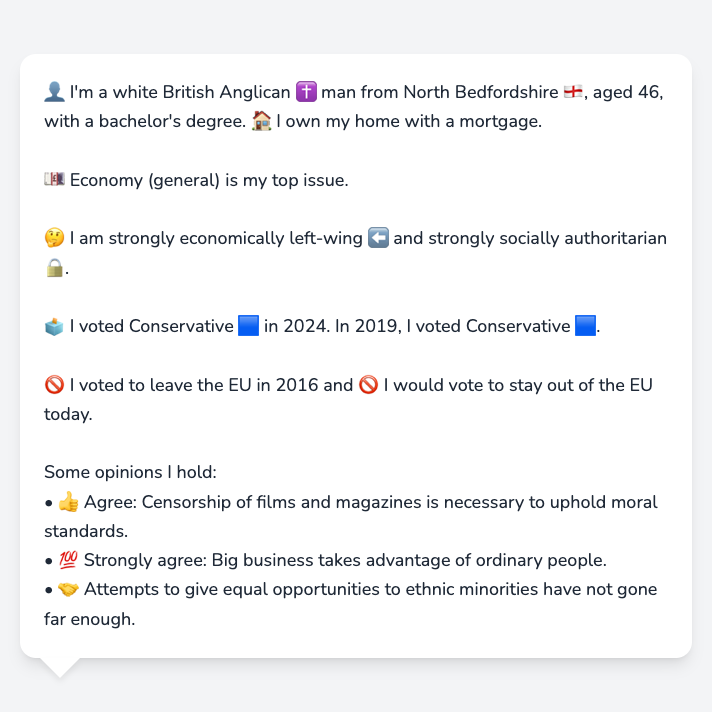 👤 I'm a white British Anglican ✝️ man from North Bedfordshire 🏴󠁧󠁢󠁥󠁮󠁧󠁿, aged 46,
with a bachelor's degree. 🏠 I own my home with a mortgage.
💷 Economy (general) is my top issue.
🤔 I am strongly economically left-wing ⬅️ and strongly socially authoritarian
🔒.
🗳️ I voted Conservative 🟦 in 2024. In 2019, I voted Conservative 🟦.
🚫 I voted to leave the EU in 2016 and 🚫 I would vote to stay out of the EU
today.
Some opinions I hold:
• 👍 Agree: Censorship of films and magazines is necessary to uphold moral
standards.
• 💯 Strongly agree: Big business takes advantage of ordinary people.
• 🤝 Attempts to give equal opportunities to ethnic minorities have not gone
far enough.